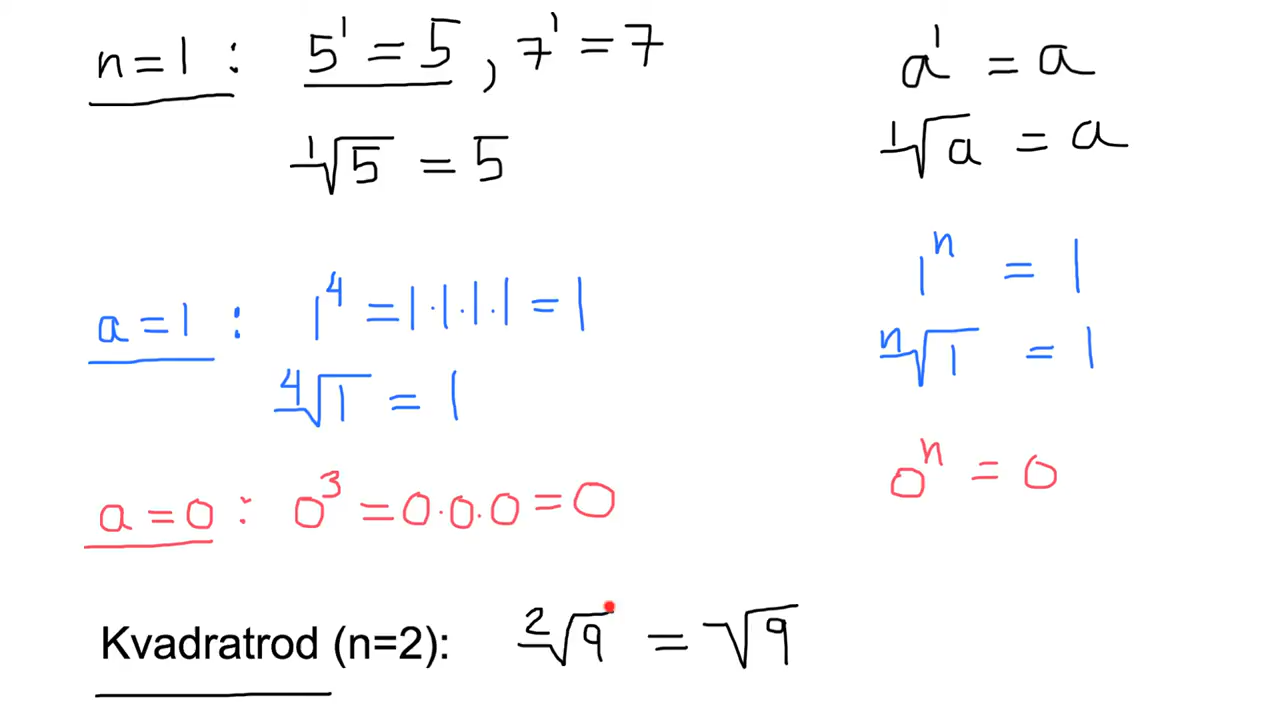 n=1 : 5¹ = 5 , 7¹ = 7
a¹ = a
¹√5 = 5
¹√a = a
1ⁿ = 1
a=1 : 1⁴ = 1·1·1·1 = 1
ⁿ√1 = 1
⁴√1 = 1
0ⁿ = 0
a=0 : 0³ = 0·0·0 = 0
Kvadratrod (n=2): ²√9 = √9